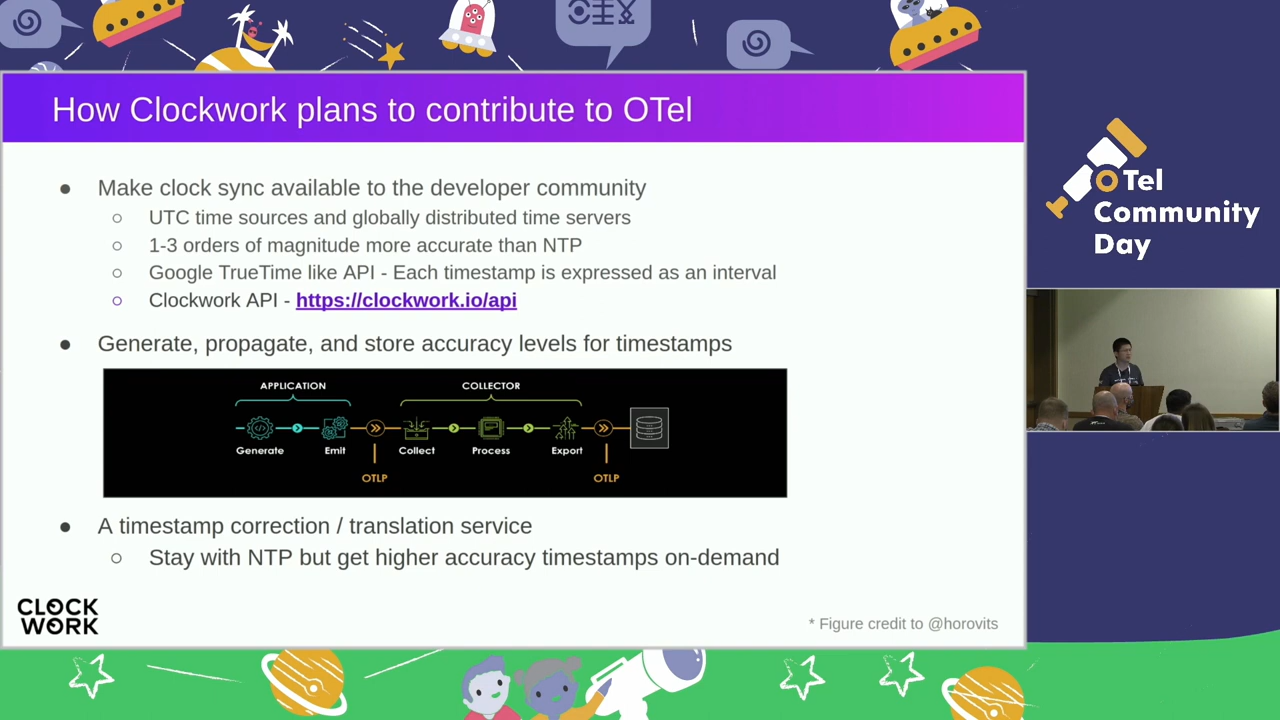 How Clockwork plans to contribute to OTel
● Make clock sync available to the developer community
○ UTC time sources and globally distributed time servers
○ 1-3 orders of magnitude more accurate than NTP
○ Google TrueTime like API - Each timestamp is expressed as an interval
○ Clockwork API - https://clockwork.io/api
● Generate, propagate, and store accuracy levels for timestamps
APPLICATION COLLECTOR
Generate Emit Collect Process Export
OTLP OTLP
● A timestamp correction / translation service
○ Stay with NTP but get higher accuracy timestamps on-demand
CLOCK
WORK
* Figure credit to @horovits
OTel
Community
Day